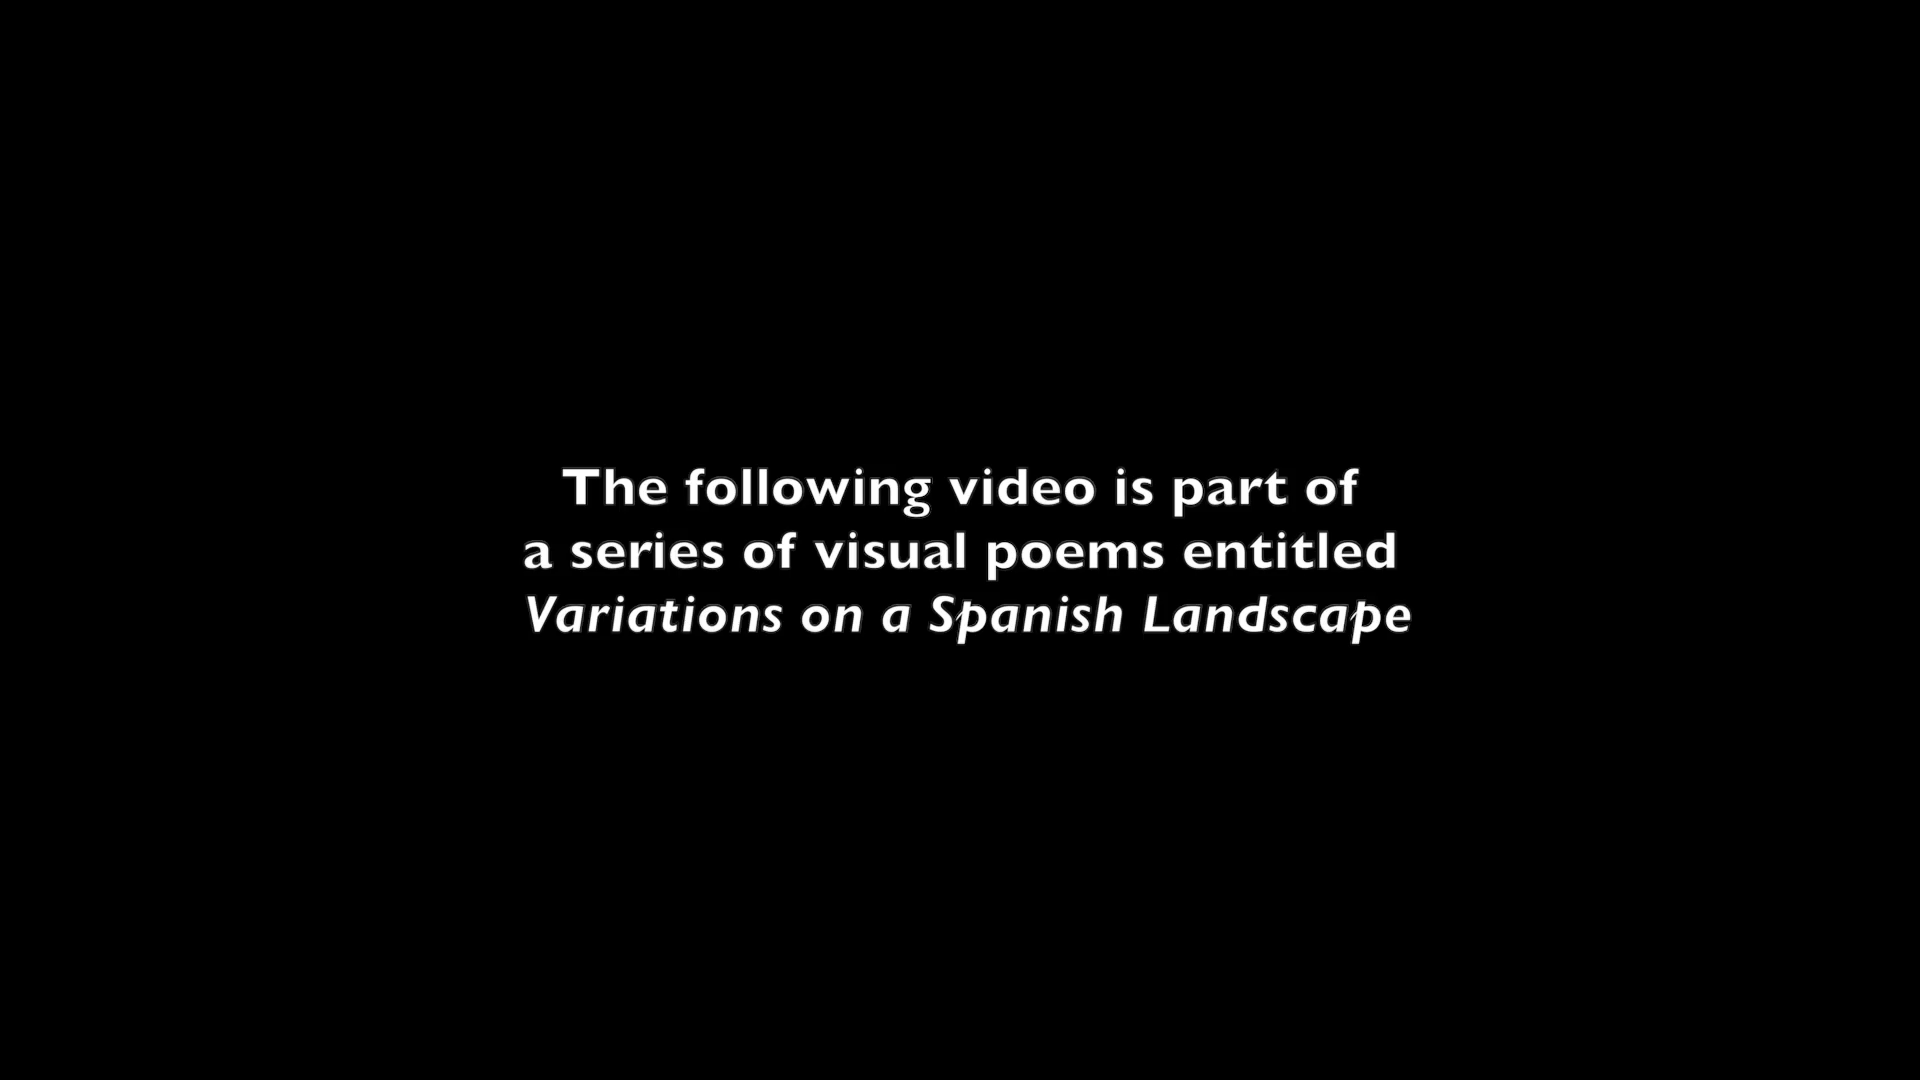 The following video is part of
a series of visual poems entitled
Variations on a Spanish Landscape